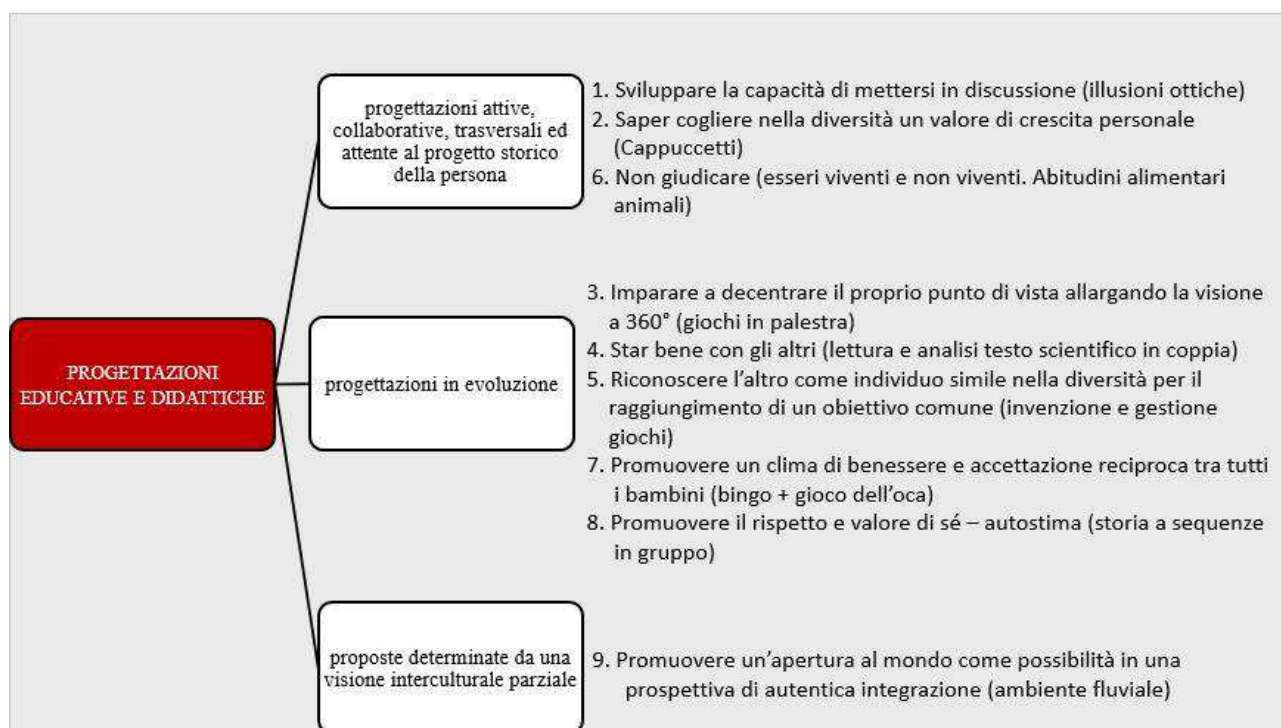 progettazioni attive,
collaborative, trasversali ed
attente al progetto storico
della persona
1. Sviluppare la capacità di mettersi in discussione (illusioni ottiche)
2. Saper cogliere nella diversità un valore di crescita personale
(Cappuccetti)
6. Non giudicare (esseri viventi e non viventi. Abitudini alimentari
animali)
PROGETTAZIONI
EDUCATIVE E DIDATTICHE
progettazioni in evoluzione
3. Imparare a decentrare il proprio punto di vista allargando la visione
a 360° (giochi in palestra)
4. Star bene con gli altri (lettura e analisi testo scientifico in coppia)
5. Riconoscere l’altro come individuo simile nella diversità per il
raggiungimento di un obiettivo comune (invenzione e gestione
giochi)
7. Promuovere un clima di benessere e accettazione reciproca tra tutti
i bambini (bingo + gioco dell’oca)
8. Promuovere il rispetto e valore di sé – autostima (storia a sequenze
in gruppo)
proposte determinate da una
visione interculturale parziale
9. Promuovere un’apertura al mondo come possibilità in una
prospettiva di autentica integrazione (ambiente fluviale)